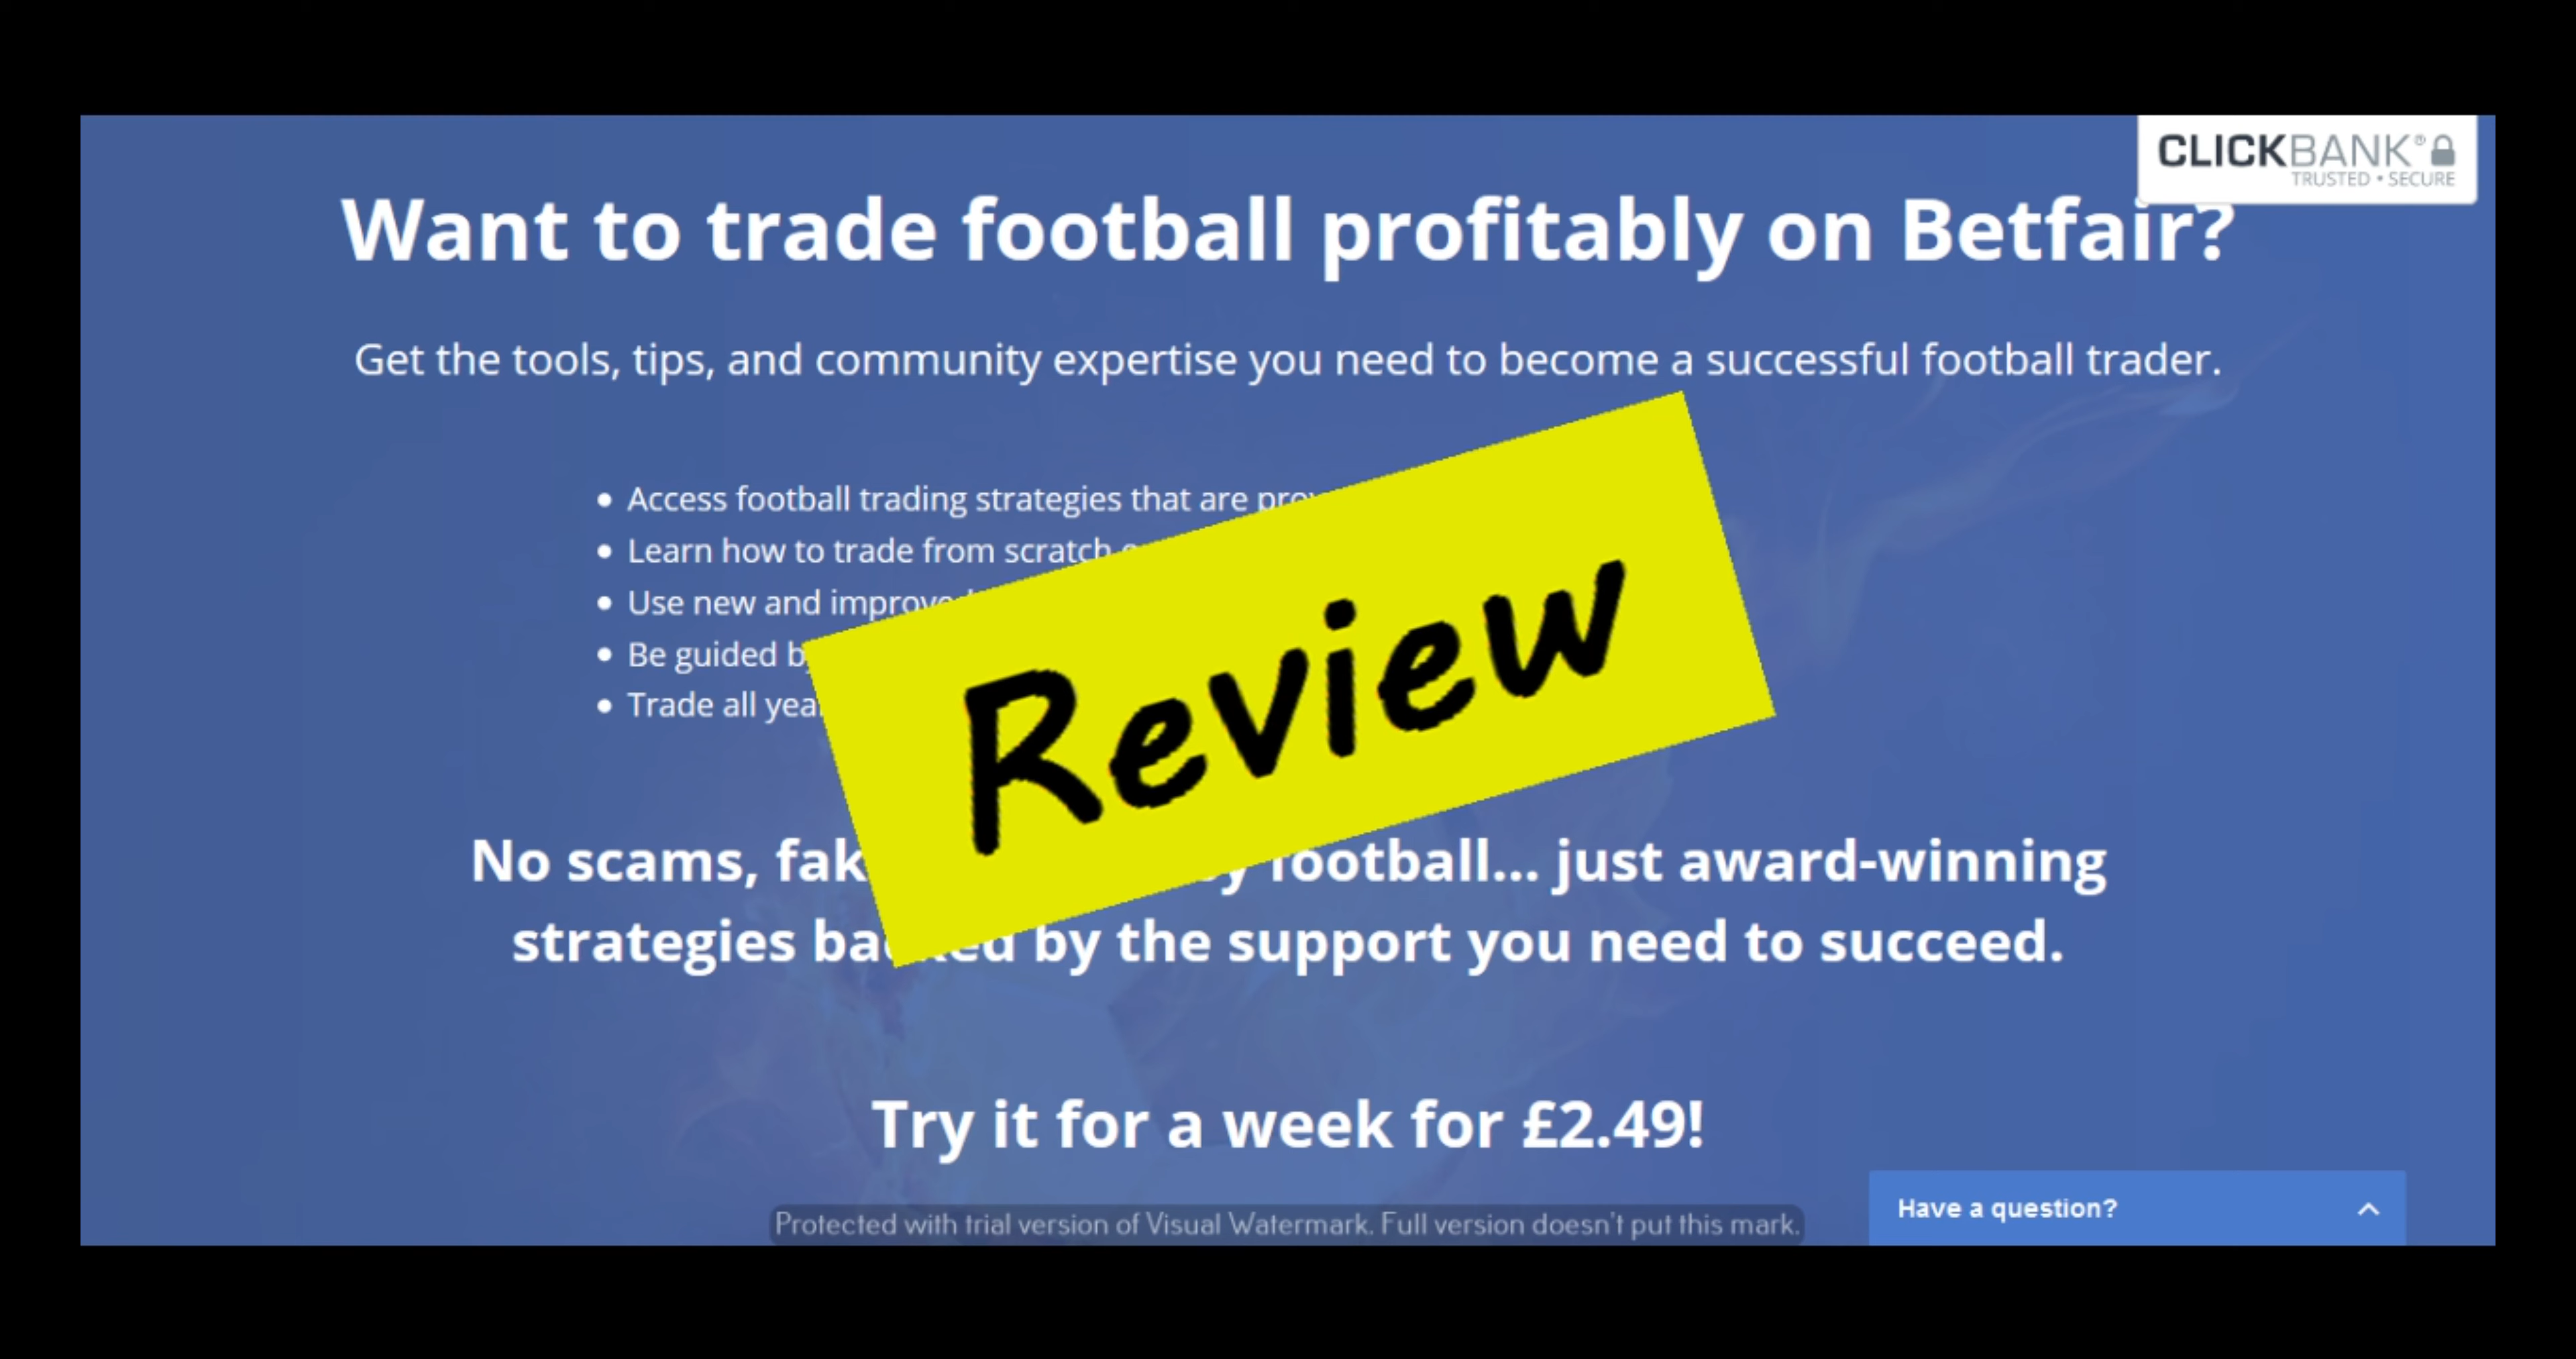 CLICKBANK®
TRUSTED • SECURE
Want to trade football profitably on Betfair?
Get the tools, tips, and community expertise you need to become a successful football trader.
• Access football trading strategies that are
• Learn how to trade from scratch
• Use new and
• Be guided
• Trade all
Review
No scams, football... just award-winning
strategies backed by the support you need to succeed.
Try it for a week for £2.49!
Have a question?
Protected with trial version of Visual Watermark. Full version doesn't put this mark.